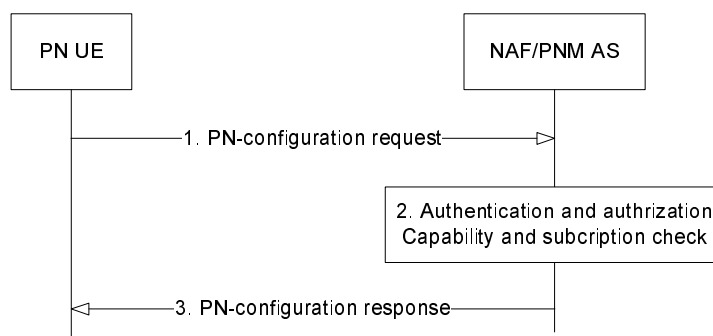 PN UE
NAF/PNM AS
1. PN-configuration request
2. Authentication and authrization
Capability and subcription check
3. PN-configuration response